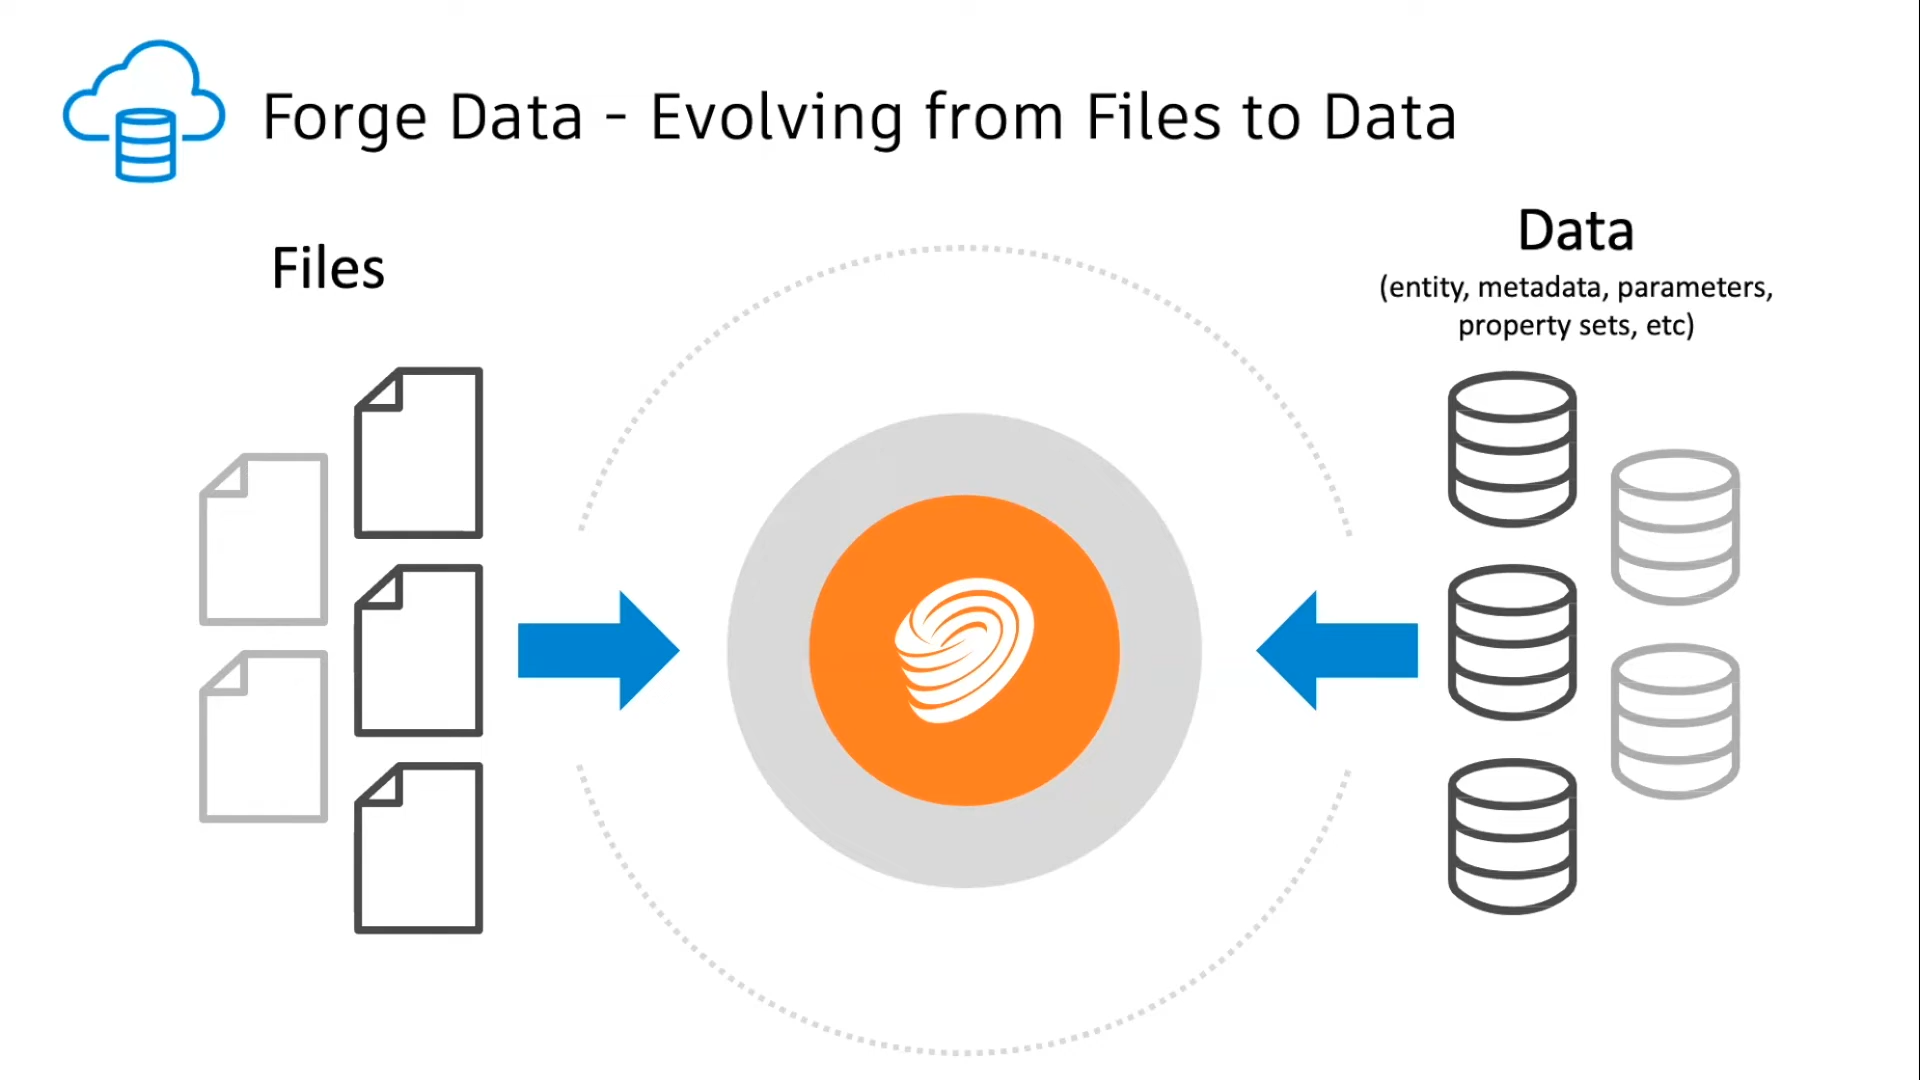 Forge Data - Evolving from Files to Data
Files
Data
(entity, metadata, parameters,
property sets, etc)